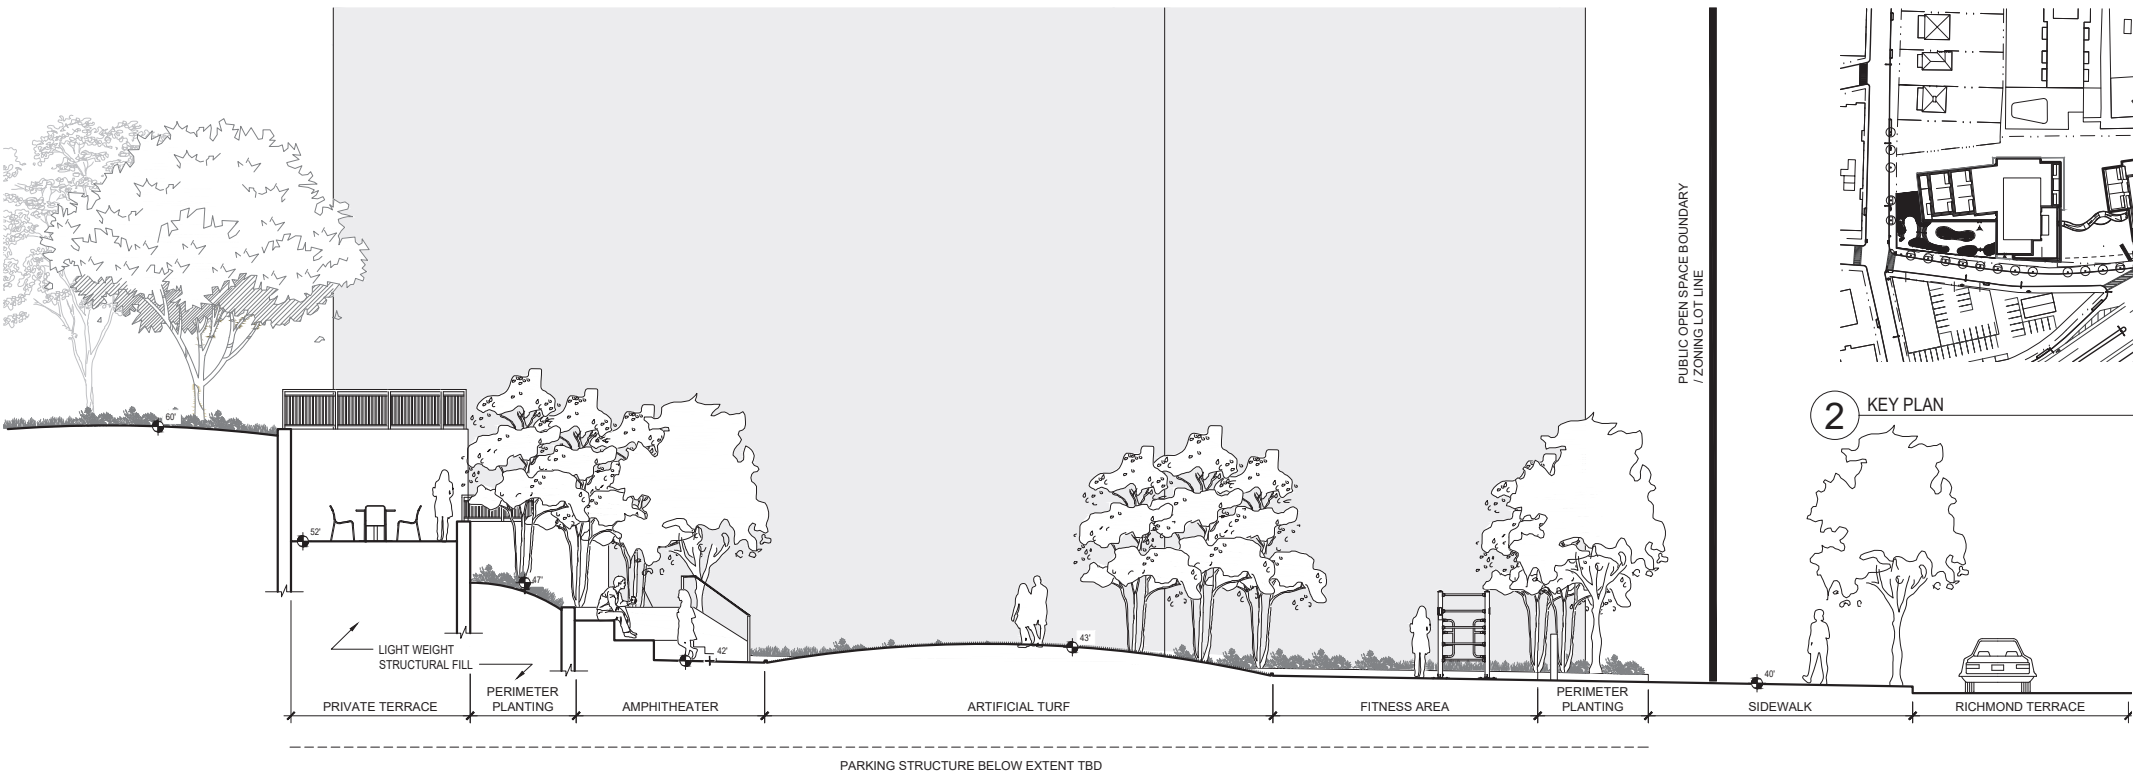 PUBLIC OPEN SPACE BOUNDARY
/ ZONING LOT LINE
2
KEY PLAN
60'
52'
47'
42'
43'
40'
LIGHT WEIGHT
STRUCTURAL FILL
PRIVATE TERRACE
PERIMETER
PLANTING
AMPHITHEATER
ARTIFICIAL TURF
FITNESS AREA
PERIMETER
PLANTING
SIDEWALK
RICHMOND TERRACE
PARKING STRUCTURE BELOW EXTENT TBD